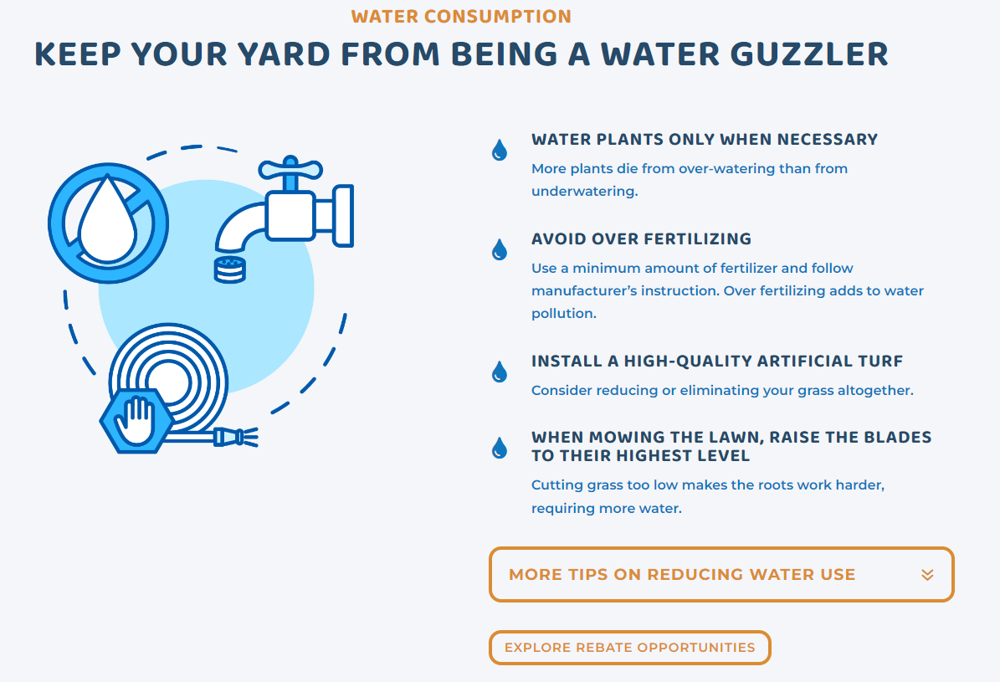 WATER CONSUMPTION
KEEP YOUR YARD FROM BEING A WATER GUZZLER
WATER PLANTS ONLY WHEN NECESSARY
More plants die from over-watering than from
underwatering.
AVOID OVER FERTILIZING
Use a minimum amount of fertilizer and follow
manufacturer’s instruction. Over fertilizing adds to water
pollution.
INSTALL A HIGH-QUALITY ARTIFICIAL TURF
Consider reducing or eliminating your grass altogether.
WHEN MOWING THE LAWN, RAISE THE BLADES
TO THEIR HIGHEST LEVEL
Cutting grass too low makes the roots work harder,
requiring more water.
MORE TIPS ON REDUCING WATER USE
EXPLORE REBATE OPPORTUNITIES